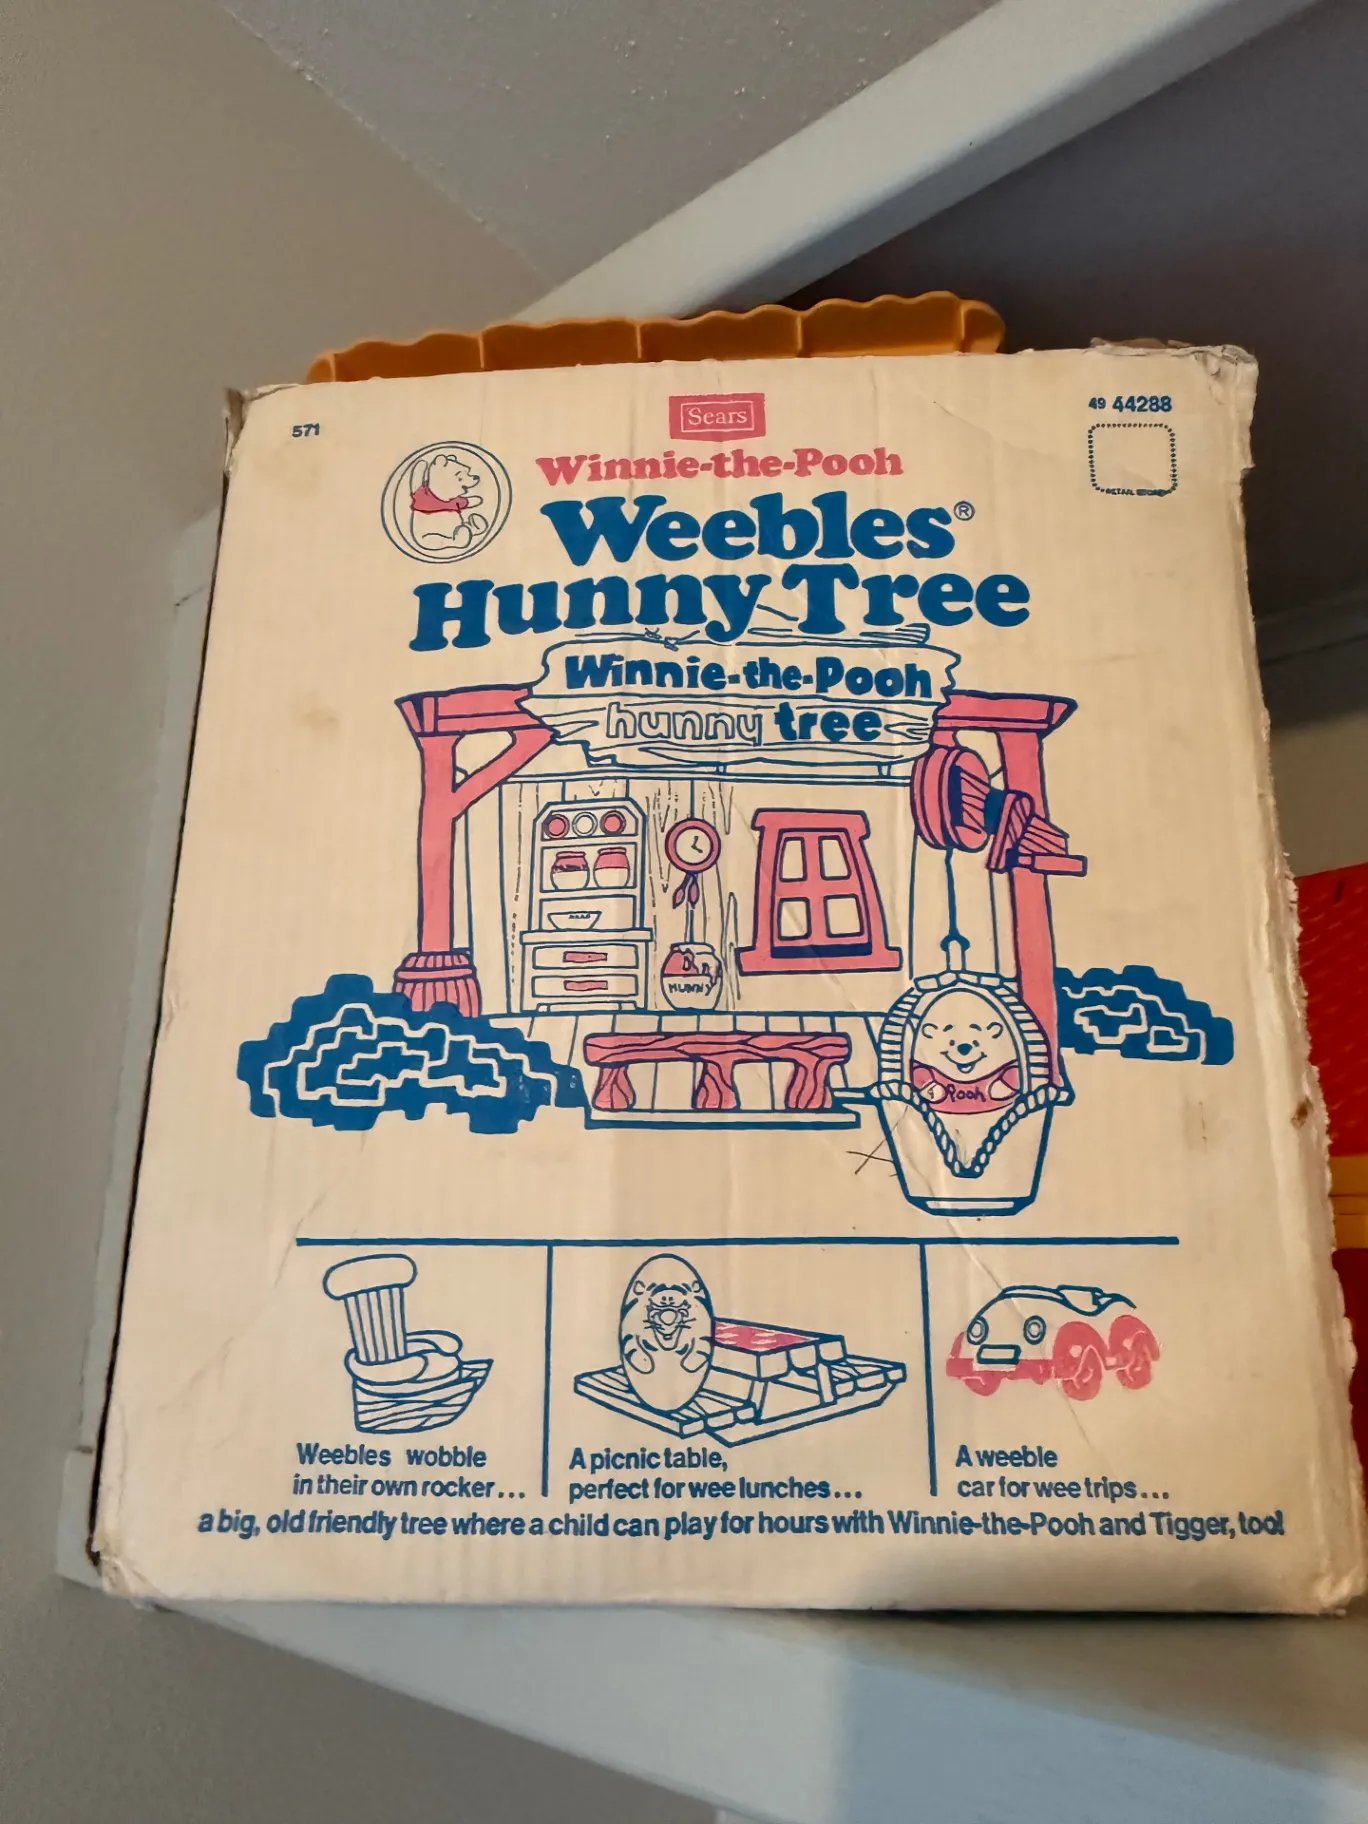 Sears
49 44288
571
Winnie-the-Pooh
Weebles®
Hunny Tree
Winnie-the-Pooh
hunny tree
HUNNY
Pooh
Weebles wobble
in their own rocker...
A picnic table,
perfect for wee lunches...
A weeble
car for wee trips...
a big, old friendly tree where a child can play for hours with Winnie-the-Pooh and Tigger, too!